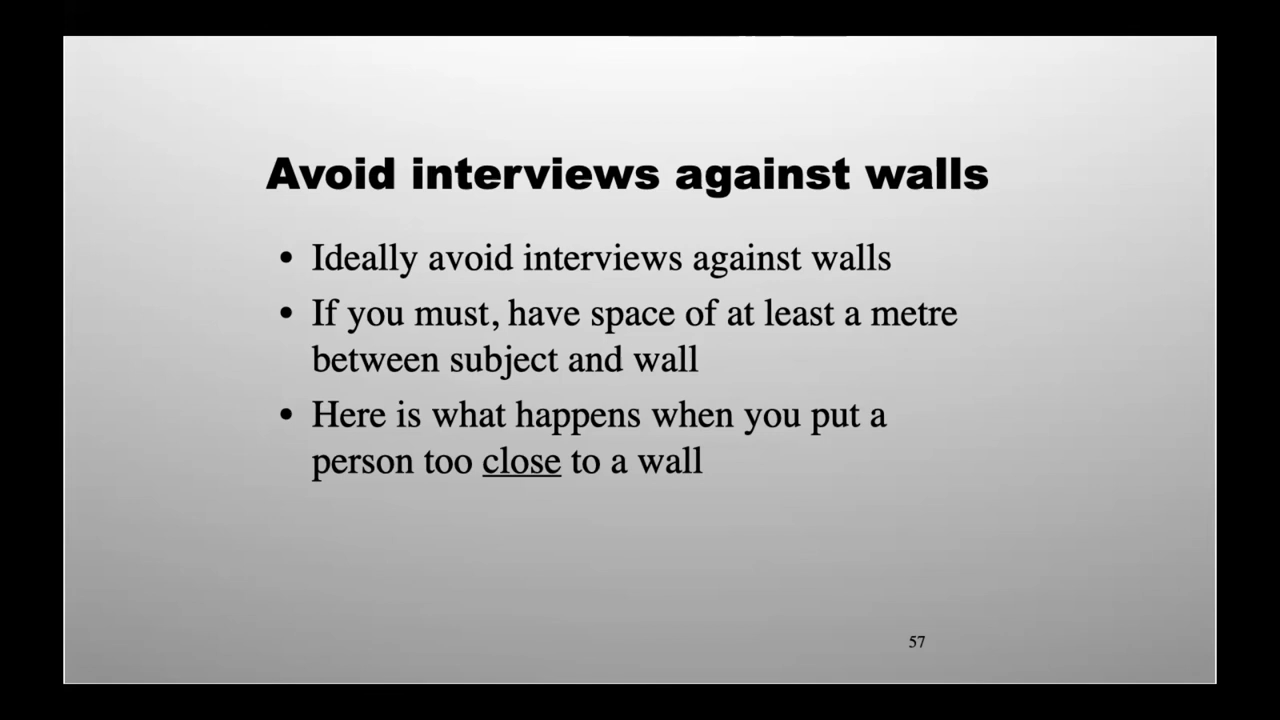 Avoid interviews against walls
• Ideally avoid interviews against walls
• If you must, have space of at least a metre
between subject and wall
• Here is what happens when you put a
person too close to a wall
57